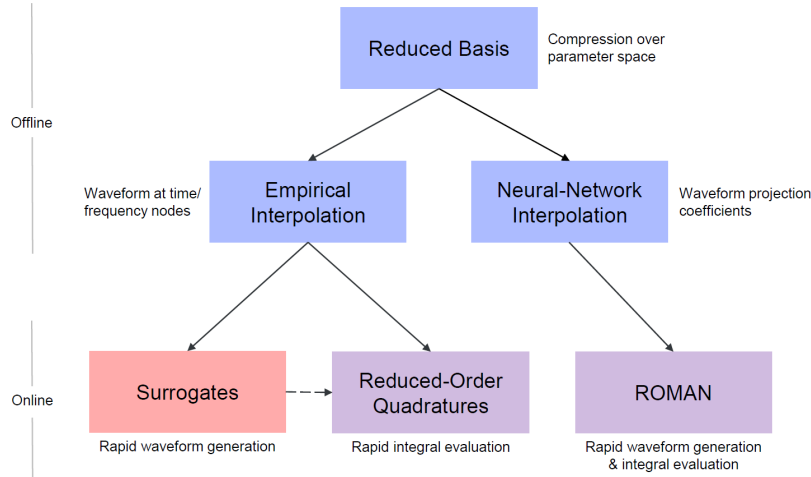 Reduced Basis
Compression over
parameter space
Offline
Waveform at time/
frequency nodes
Empirical
Interpolation
Neural-Network
Interpolation
Waveform projection
coefficients
Online
Surrogates
Reduced-Order
Quadratures
ROMAN
Rapid waveform generation
Rapid integral evaluation
Rapid waveform generation
& integral evaluation